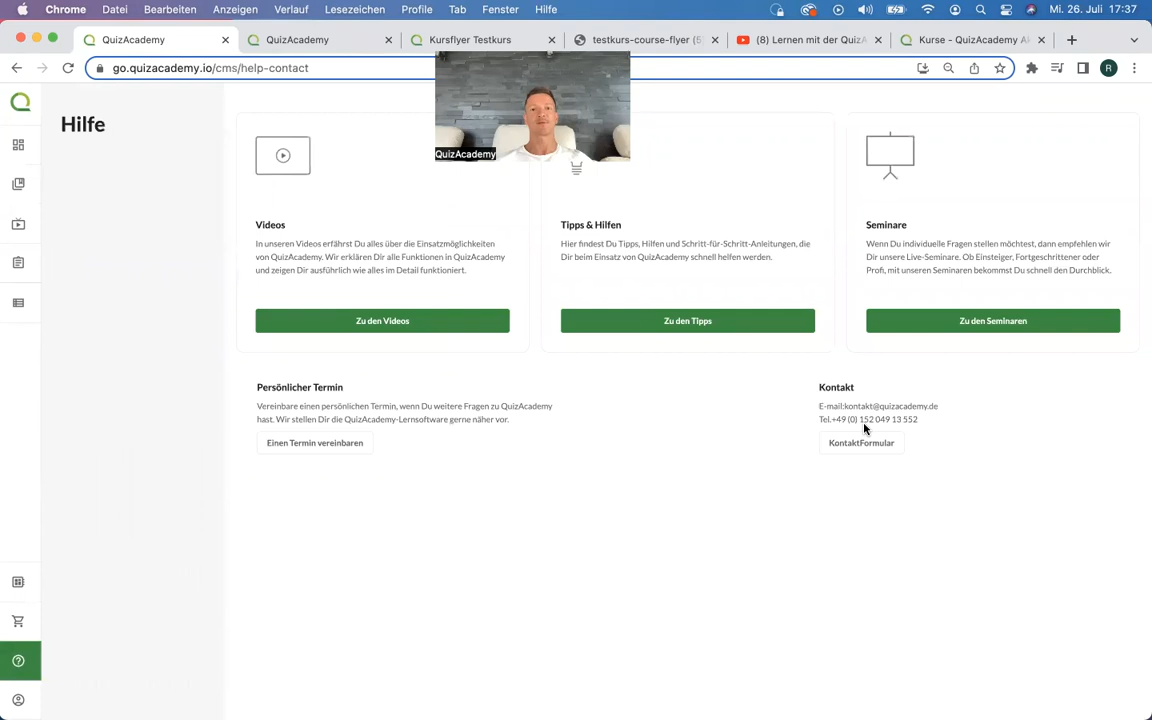 Chrome Datei Bearbeiten Anzeigen Verlauf Lesezeichen Profile Tab Fenster Hilfe Mi. 26. Juli 17:37
QuizAcademy QuizAcademy Kursflyer Testkurs testkurs-course-flyer (5 (8) Lernen mit der QuizA Kurse - QuizAcademy Ak
go.quizacademy.io/cms/help-contact R
Hilfe
QuizAcademy
Videos
In unseren Videos erfährst Du alles über die Einsatzmöglichkeiten
von QuizAcademy. Wir erklären Dir alle Funktionen in QuizAcademy
und zeigen Dir ausführlich wie alles im Detail funktioniert.
Zu den Videos
Tipps & Hilfen
Hier findest Du Tipps, Hilfen und Schritt-für-Schritt-Anleitungen, die
Dir beim Einsatz von QuizAcademy schnell helfen werden.
Zu den Tipps
Seminare
Wenn Du individuelle Fragen stellen möchtest, dann empfehlen wir
Dir unsere Live-Seminare. Ob Einsteiger, Fortgeschrittener oder
Profi, mit unseren Seminaren bekommst Du schnell den Durchblick.
Zu den Seminaren
Persönlicher Termin
Vereinbare einen persönlichen Termin, wenn Du weitere Fragen zu QuizAcademy
hast. Wir stellen Dir die QuizAcademy-Lernsoftware gerne näher vor.
Einen Termin vereinbaren
Kontakt
E-mail:kontakt@quizacademy.de
Tel.+49 (0) 152 049 13 552
KontaktFormular